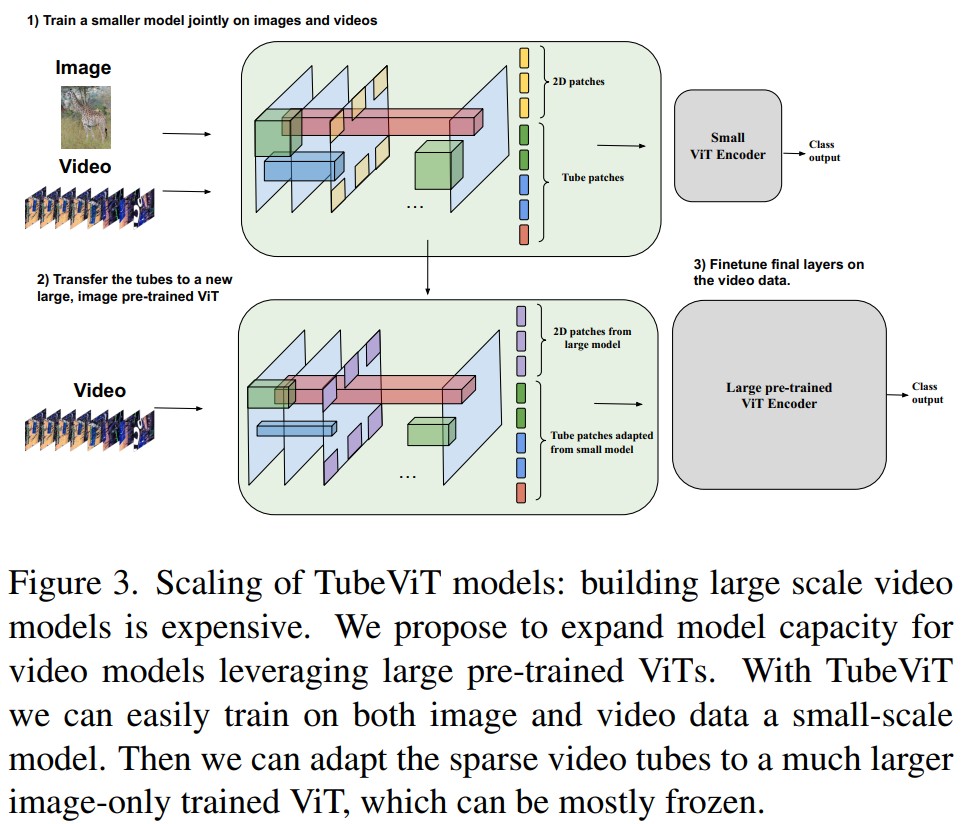 1) Train a smaller model jointly on images and videos
Image
Video
2D patches
Tube patches
...
Small
ViT Encoder
Class
output
2) Transfer the tubes to a new
large, image pre-trained ViT
3) Finetune final layers on
the video data.
Video
2D patches from
large model
Tube patches adapted
from small model
...
Large pre-trained
ViT Encoder
Class
output
Figure 3. Scaling of TubeViT models: building large scale video
models is expensive. We propose to expand model capacity for
video models leveraging large pre-trained ViTs. With TubeViT
we can easily train on both image and video data a small-scale
model. Then we can adapt the sparse video tubes to a much larger
image-only trained ViT, which can be mostly frozen.